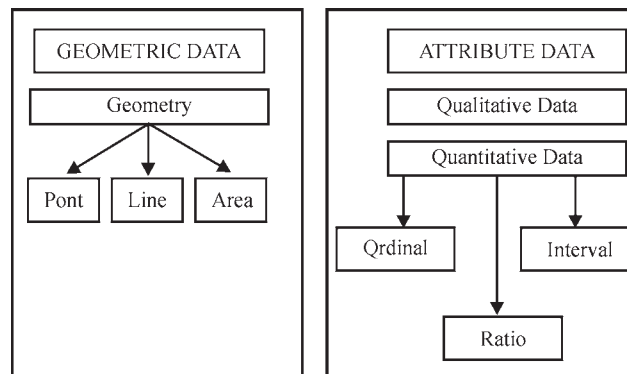 GEOMETRIC DATA
Geometry
Pont
Line
Area
ATTRIBUTE DATA
Qualitative Data
Quantitative Data
Qrdinal
Interval
Ratio